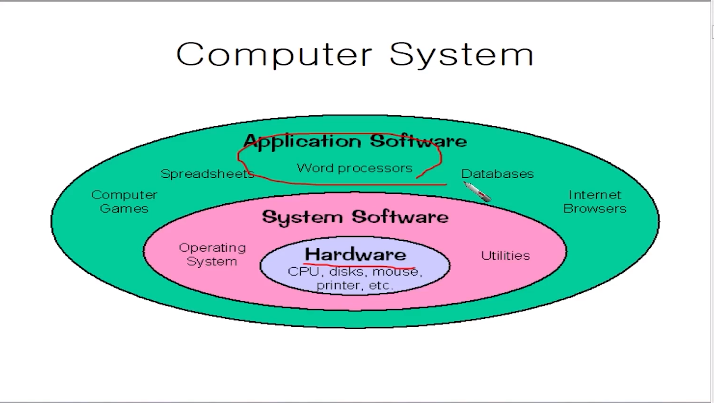 Computer System
Application Software
Word processors
Spreadsheets
Databases
Computer
Games
Internet
Browsers
System Software
Operating
System
Utilities
Hardware
CPU, disks, mouse,
printer, etc.